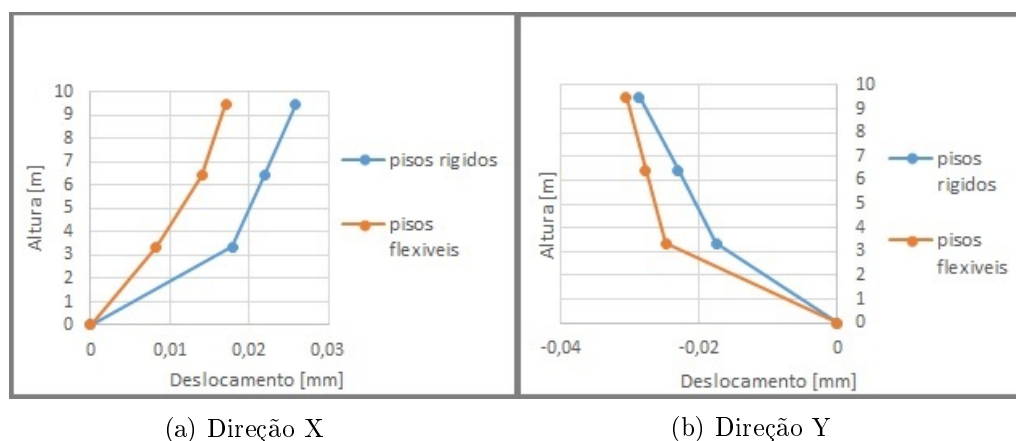 10
9
8
7
6
5
4
3
2
1
0
Altura [m]
0
0,01
0,02
0,03
Deslocamento [mm]
pisos rigidos
pisos
flexiveis
(a) Direção X
Altura [m]
10
9
8
7
6
5
4
3
2
1
0
-0,04
-0,02
0
Deslocamento [mm]
pisos
rigidos
pisos
flexiveis
(b) Direção Y